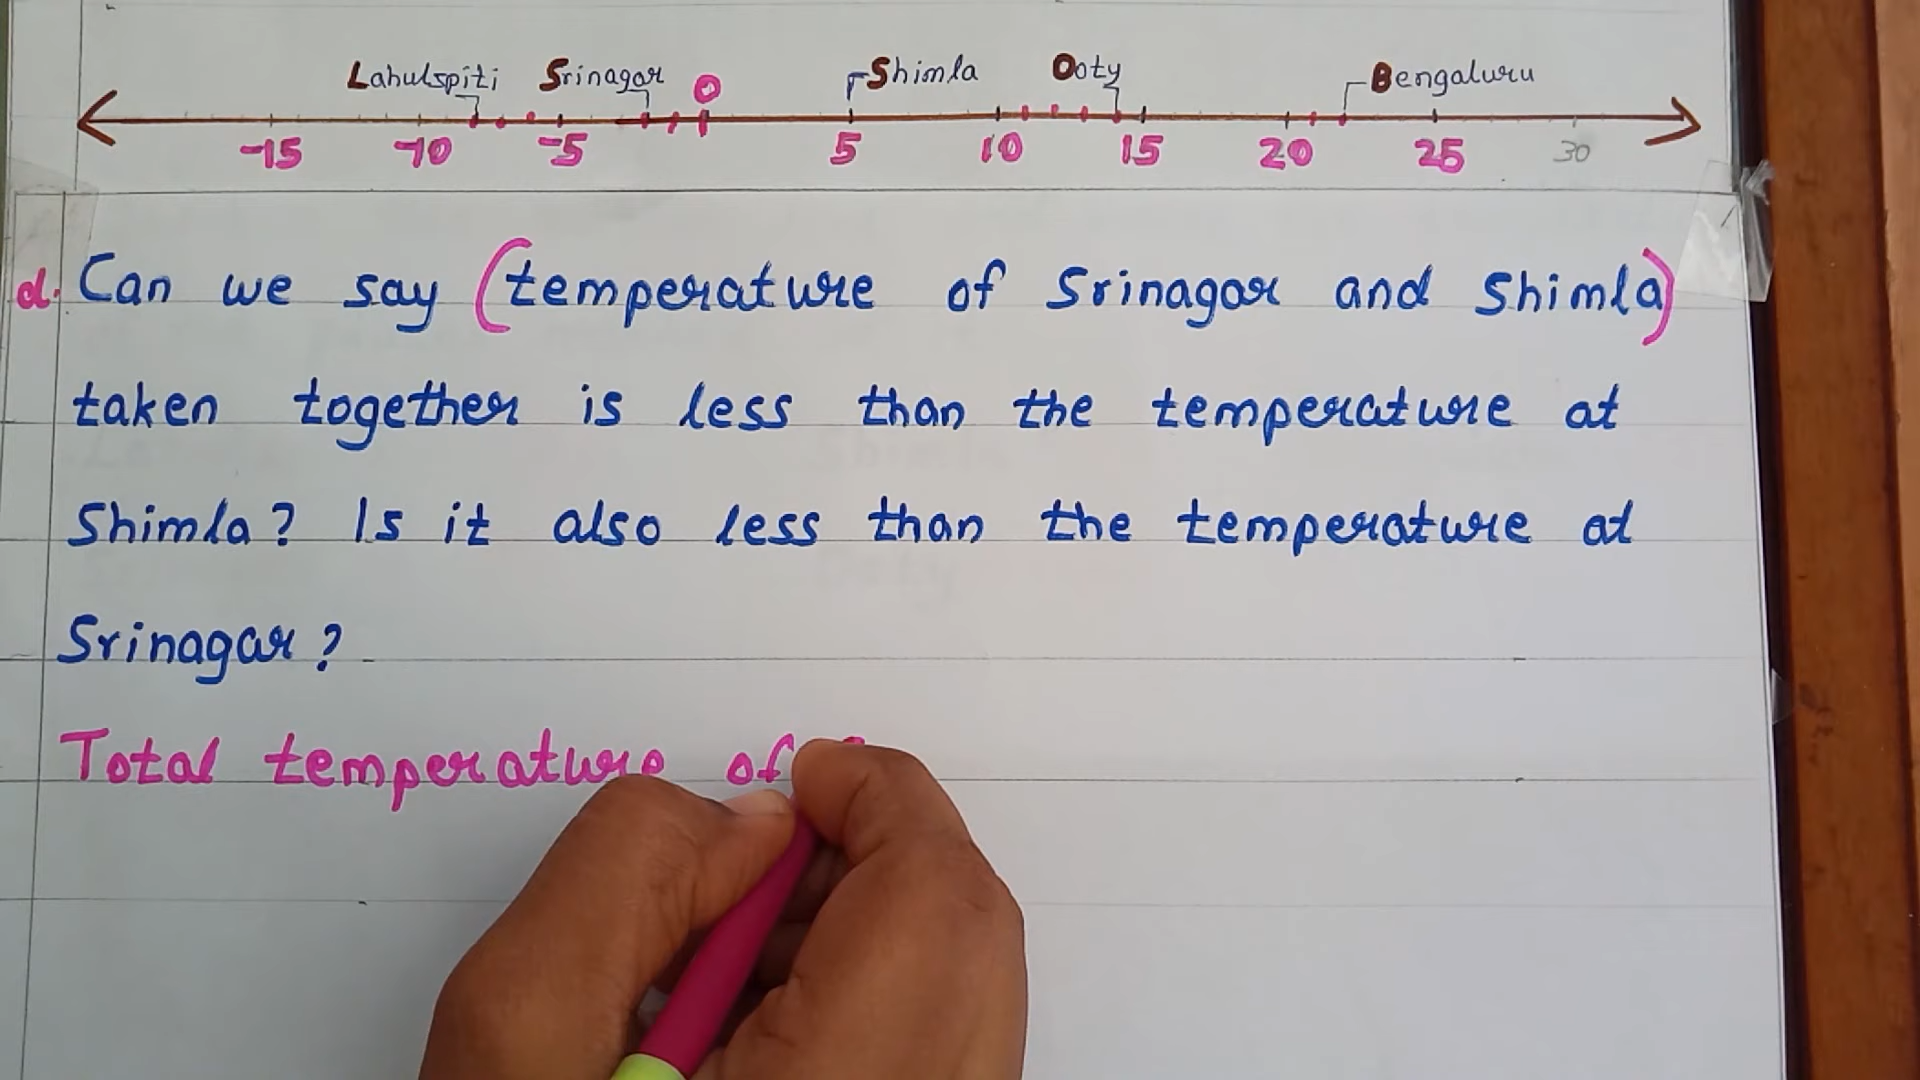 Lahulspiti Srinagar 0 Shimla Ooty Bengaluru
-15 -10 -5 5 10 15 20 25 30
d. Can we say (temperature of Srinagar and Shimla)
taken together is less than the temperature at
Shimla? Is it also less than the temperature at
Srinagar?
Total temperature of